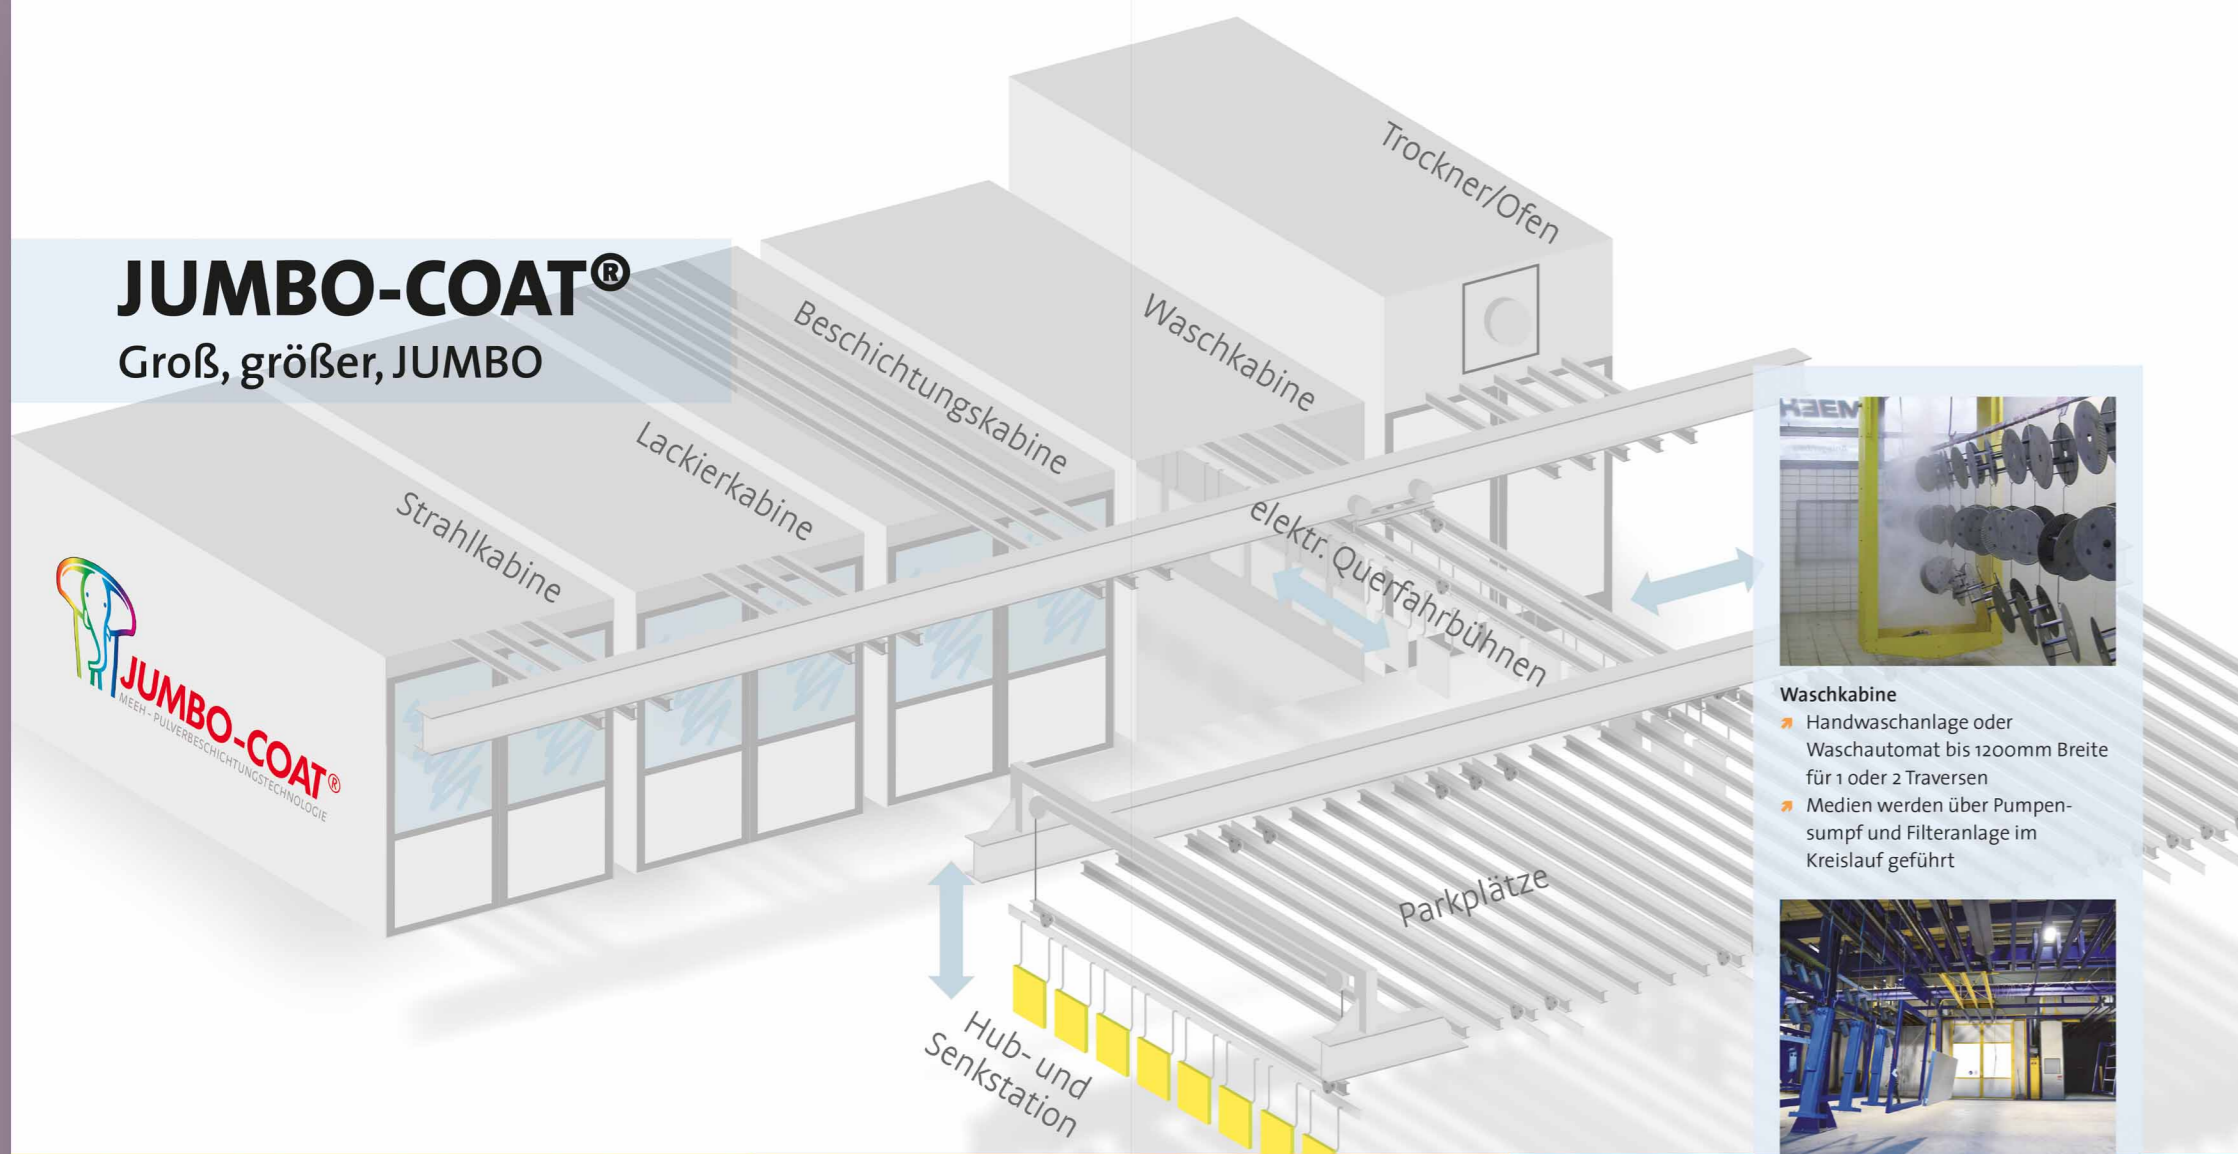 JUMBO-COAT®
Groß, größer, JUMBO
Trockner/Ofen
Waschkabine
Beschichtungskabine
Lackierkabine
Strahlkabine
elektr. Querfahrbühnen
JUMBO-COAT®
MEEH - PULVERBESCHICHTUNGSTECHNOLOGIE
Parkplätze
Hub- und
Senkstation
MEEH
Waschkabine
Handwaschanlage oder
Waschautomat bis 1200mm Breite
für 1 oder 2 Traversen
Medien werden über Pumpen-
sumpf und Filteranlage im
Kreislauf geführt